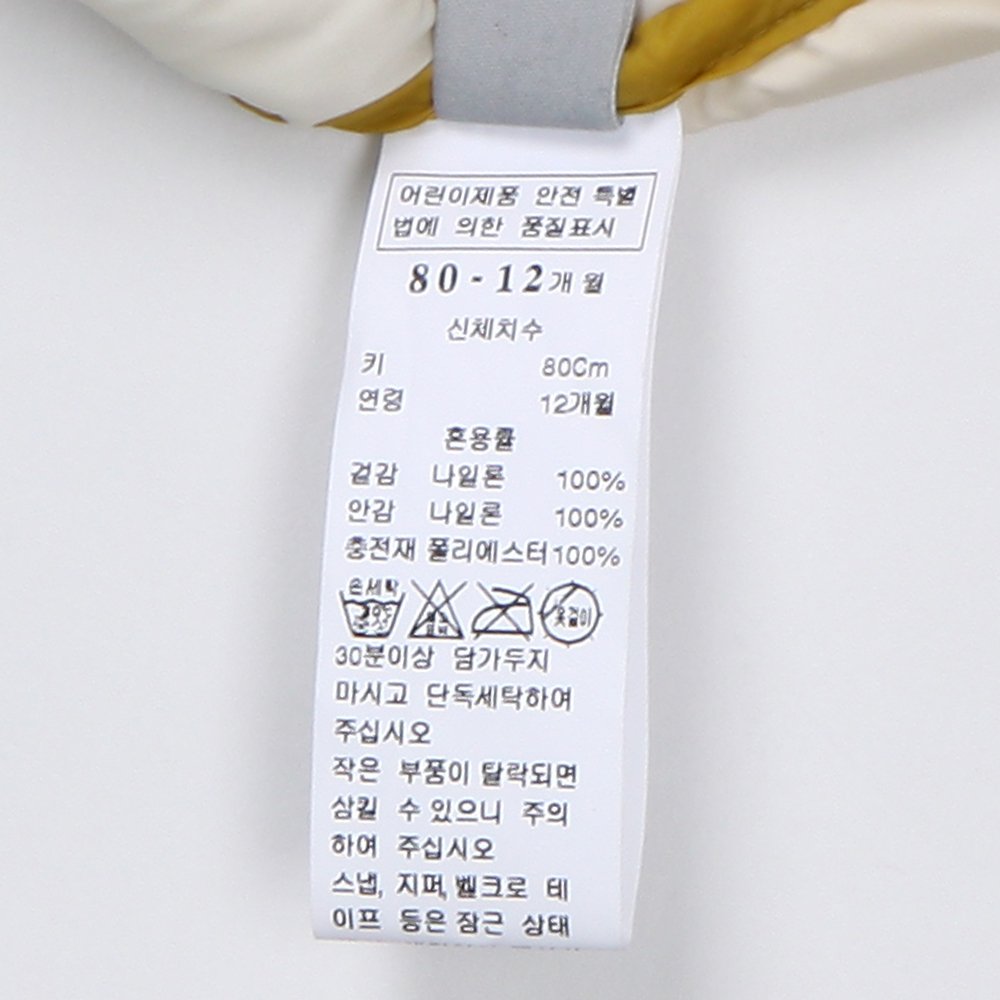 어린이제품 안전 특별
법에 의한 품질표시
80 - 12개월
신체치수
키 80Cm
연령 12개월
혼용률
겉감 나일론 100%
안감 나일론 100%
충전재 폴리에스터 100%
손세탁
옷걸이
30분이상 담가두지
마시고 단독세탁하여
주십시오
작은 부품이 탈락되면
삼킬 수 있으니 주의
하여 주십시오
스냅, 지퍼, 벨크로 테
이프 등은 잠근 상태